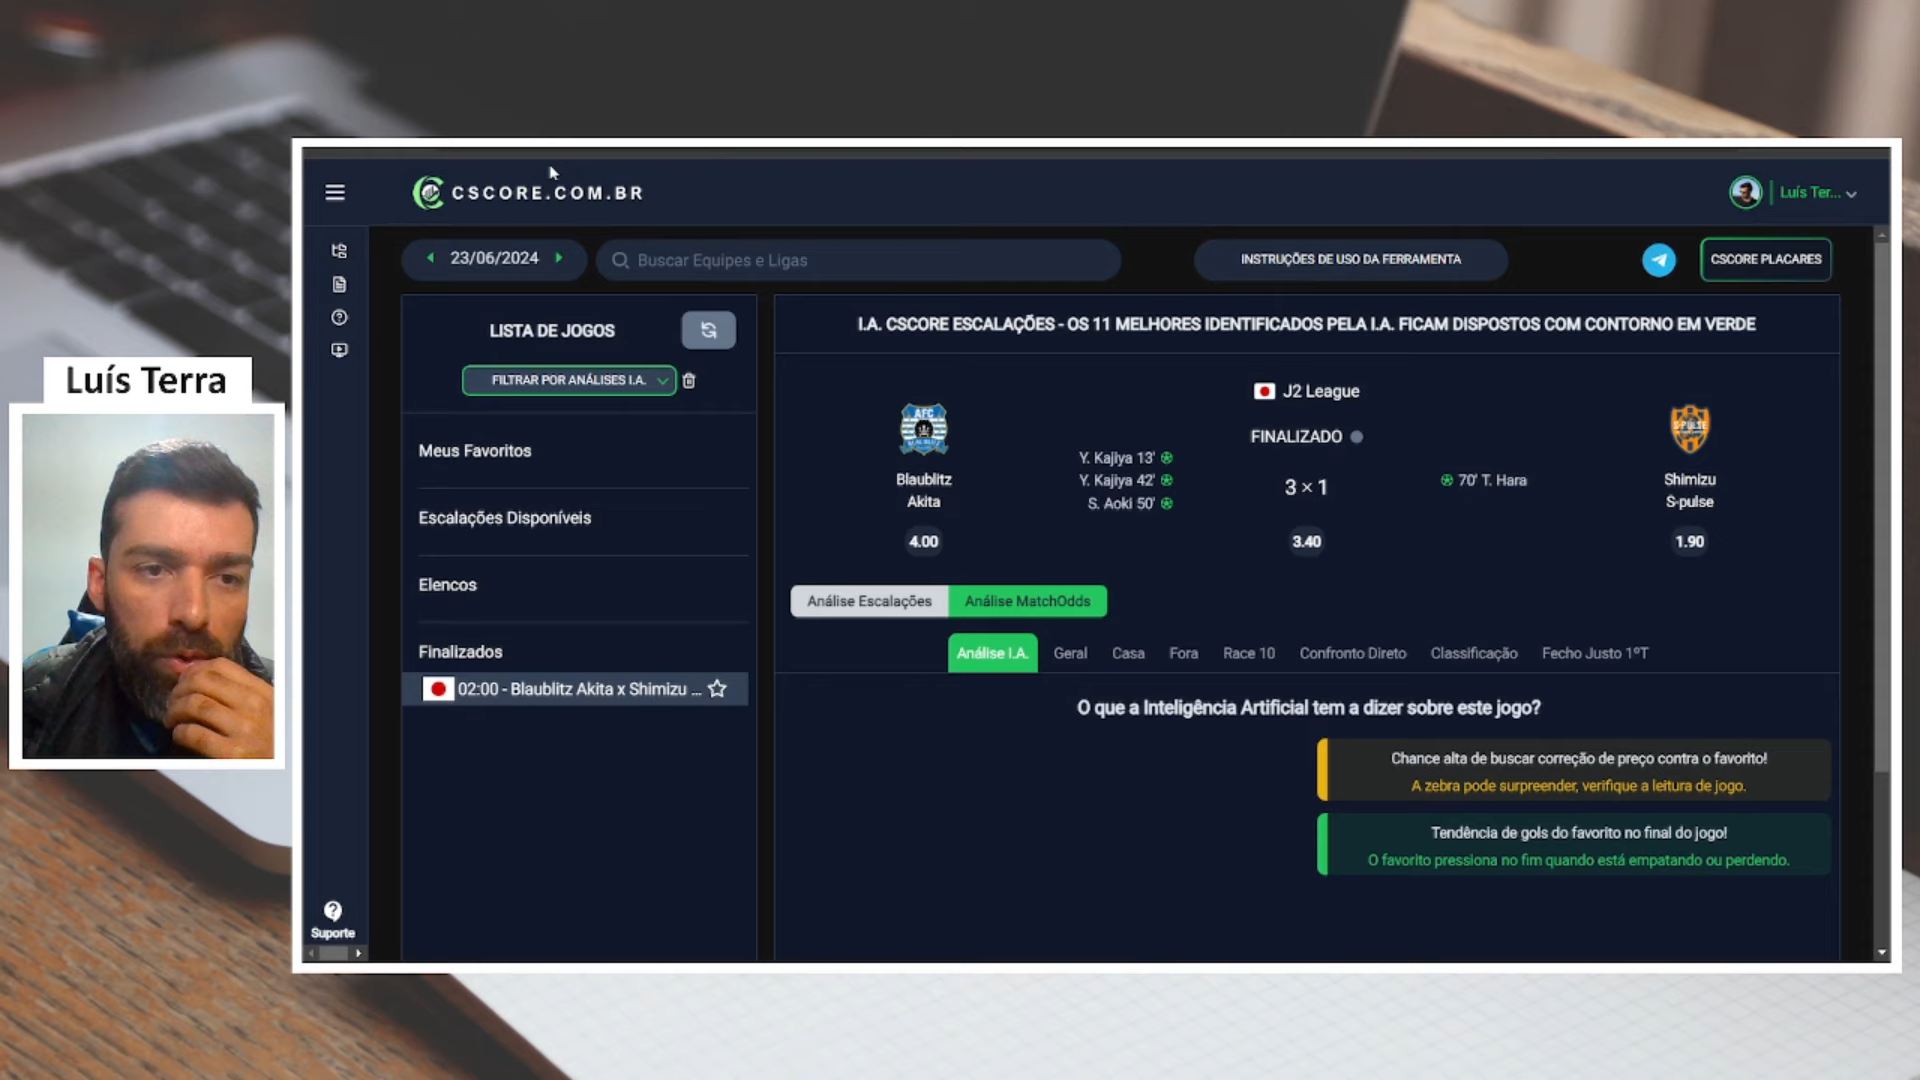 Luís Terra
CSCORE.COM.BR
Luís Ter...
23/06/2024
Buscar Equipes e Ligas
INSTRUÇÕES DE USO DA FERRAMENTA
CSCORE PLACARES
LISTA DE JOGOS
FILTRAR POR ANÁLISES I.A.
Meus Favoritos
Escalações Disponíveis
Elencos
Finalizados
02:00 - Blaublitz Akita x Shimizu ...
Suporte
I.A. CSCORE ESCALAÇÕES - OS 11 MELHORES IDENTIFICADOS PELA I.A. FICAM DISPOSTOS COM CONTORNO EM VERDE
J2 League
FINALIZADO
AFC
Blaublitz
Akita
4.00
Y. Kajiya 13'
Y. Kajiya 42'
S. Aoki 50'
3 × 1
3.40
70' T. Hara
S-PULSE
Shimizu
S-pulse
1.90
Análise Escalações
Análise MatchOdds
Análise I.A.
Geral
Casa
Fora
Race 10
Confronto Direto
Classificação
Fecho Justo 1ºT
O que a Inteligência Artificial tem a dizer sobre este jogo?
Chance alta de buscar correção de preço contra o favorito!
A zebra pode surpreender, verifique a leitura de jogo.
Tendência de gols do favorito no final do jogo!
O favorito pressiona no fim quando está empatando ou perdendo.